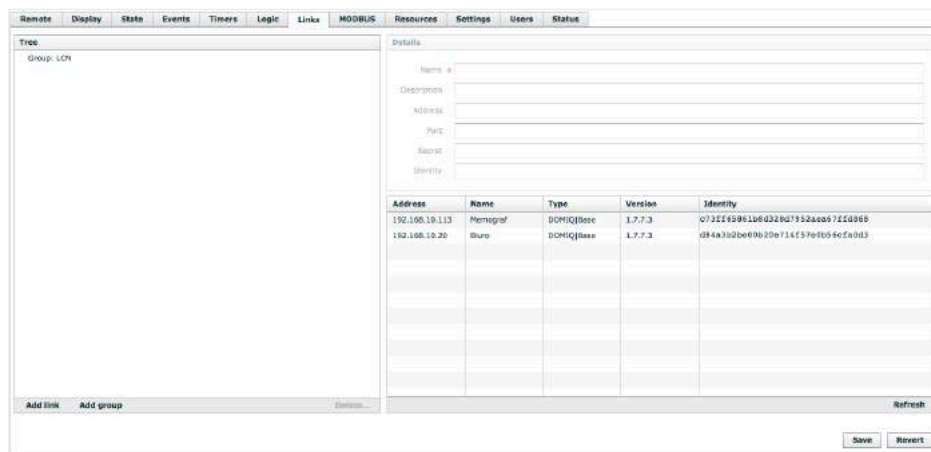 Remote Display State Events Timers Logic Links MODBUS Resources Settings Users Status
Tree
Group: LCN
Details
Name
Description
Address
Port
Secret
Identity
Address Name Type Version Identity
192.168.10.113 Memograf DOMIQ|Base 1.7.7.3
192.168.10.20 Biuro DOMIQ|Base 1.7.7.3
Add link Add group Delete...
Refresh
Save Revert